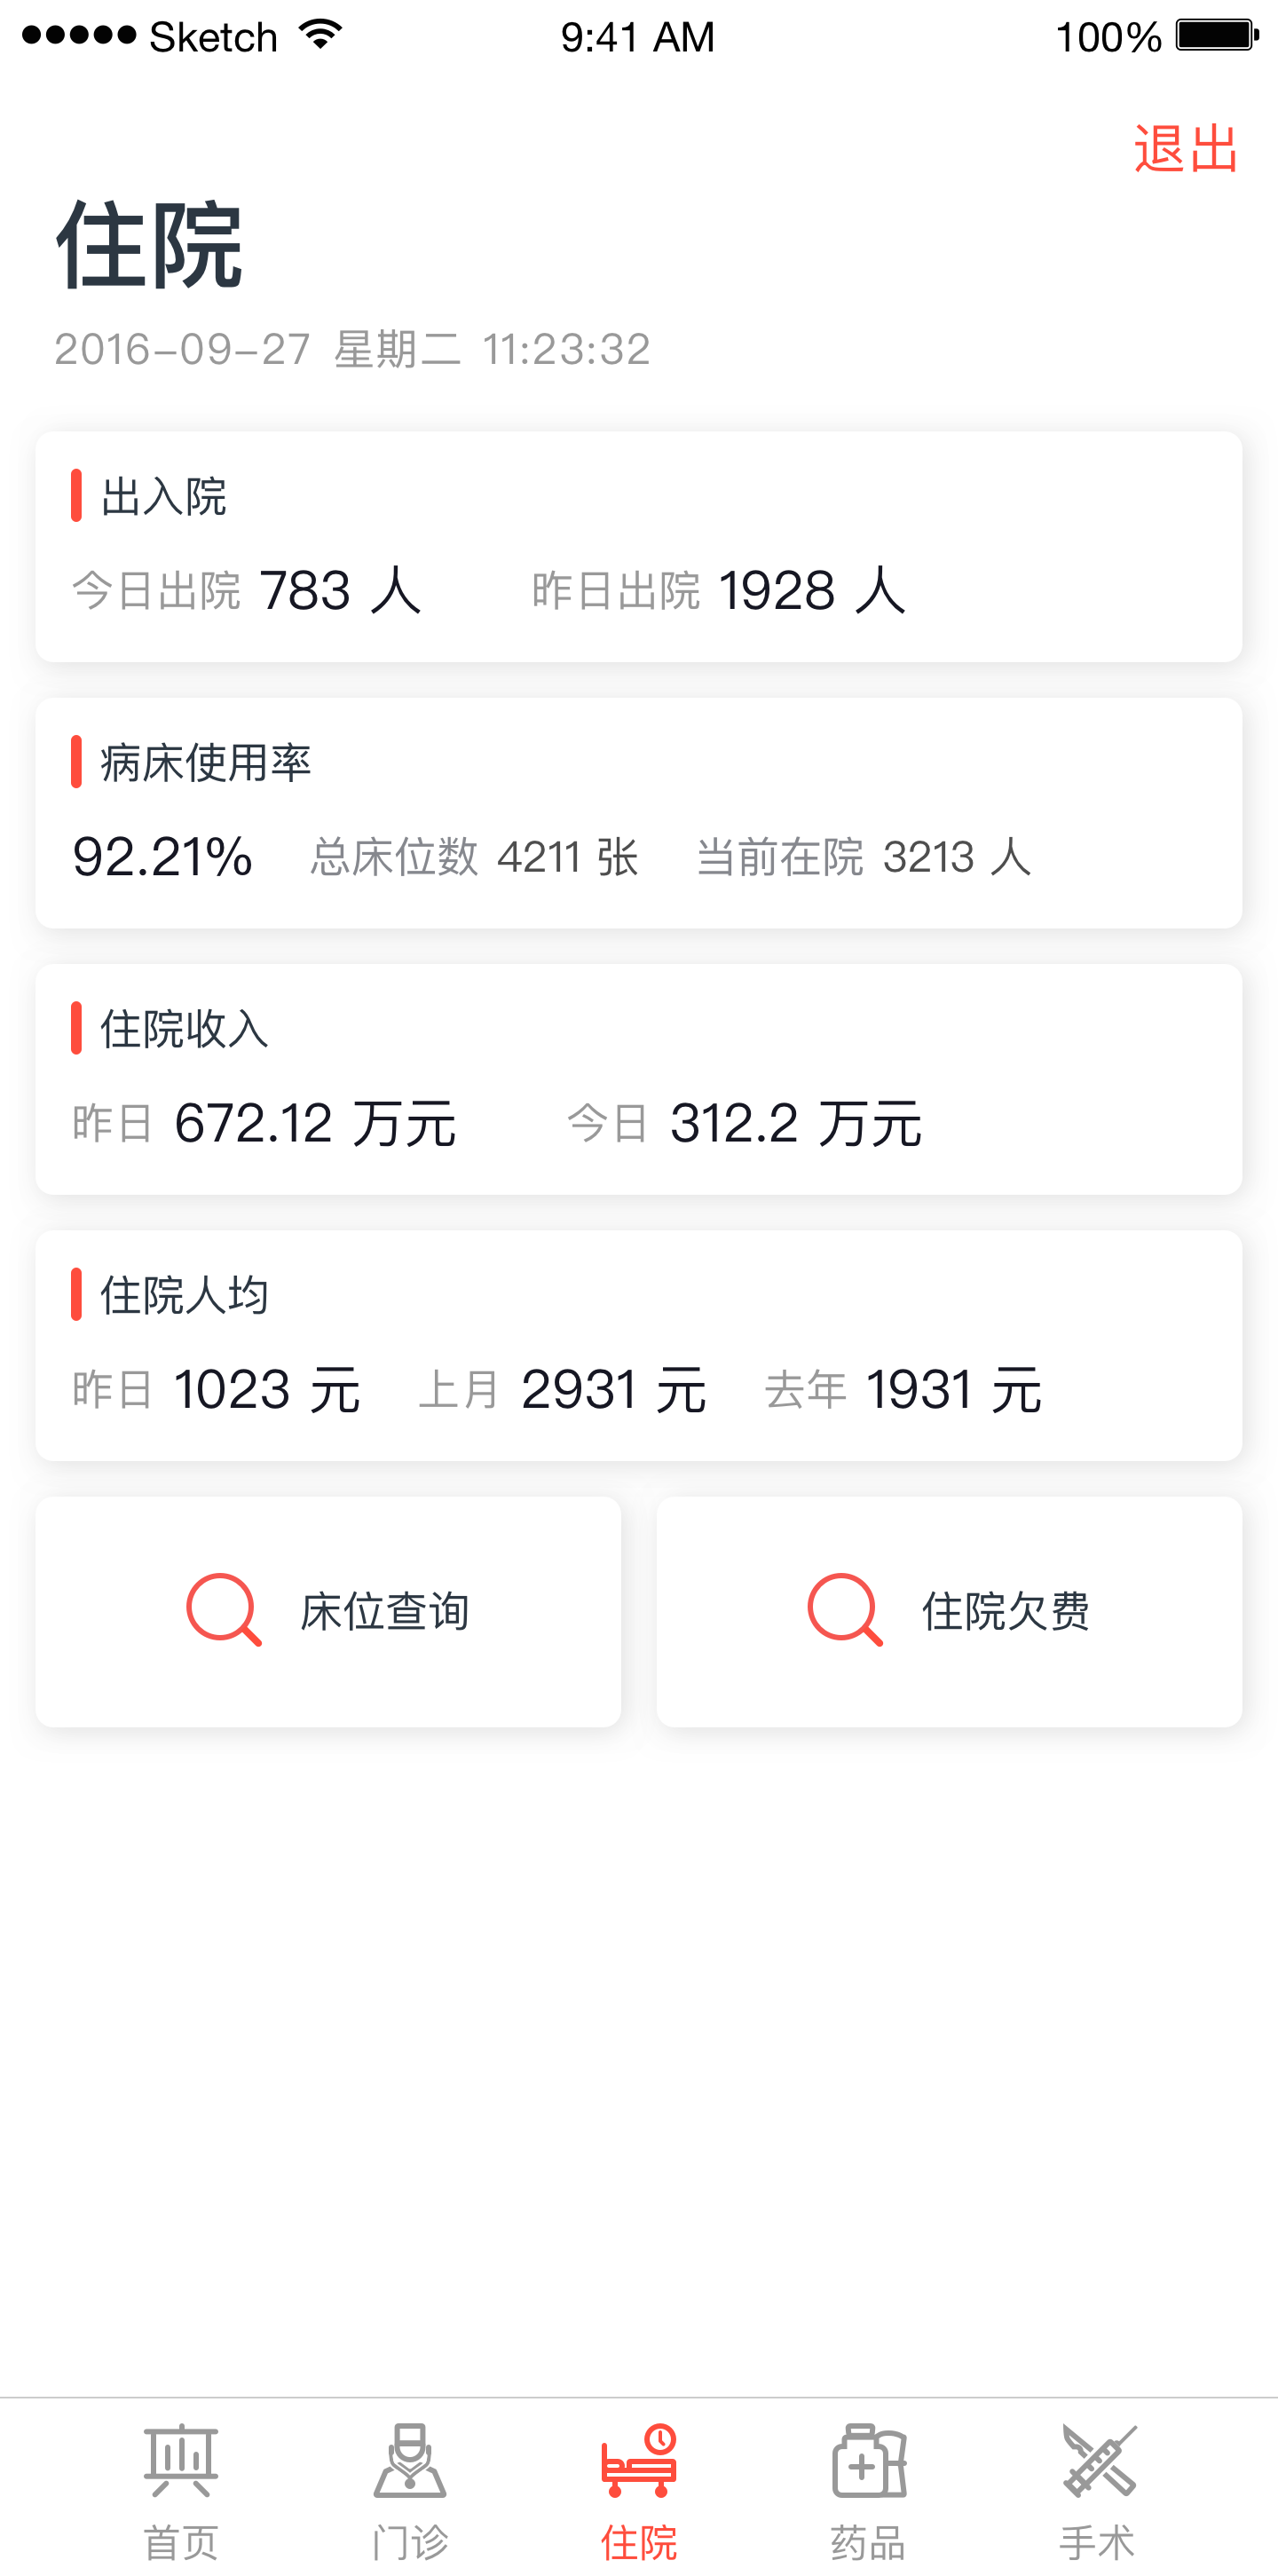 Sketch 9:41 AM 100%
退出
住院
2016-09-27 星期二 11:23:32
出入院
今日出院 783 人 昨日出院 1928 人
病床使用率
92.21% 总床位数 4211 张 当前在院 3213 人
住院收入
昨日 672.12 万元 今日 312.2 万元
住院人均
昨日 1023 元 上月 2931 元 去年 1931 元
床位查询 住院欠费
首页 门诊 住院 药品 手术